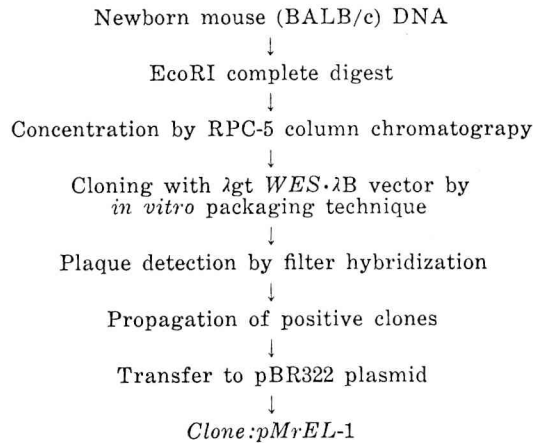 Newborn mouse (BALB/c) DNA
↓
EcoRI complete digest
↓
Concentration by RPC-5 column chromatograpy
↓
Cloning with λgt WES·λB vector by
in vitro packaging technique
↓
Plaque detection by filter hybridization
↓
Propagation of positive clones
↓
Transfer to pBR322 plasmid
↓
Clone:pMrEL-1